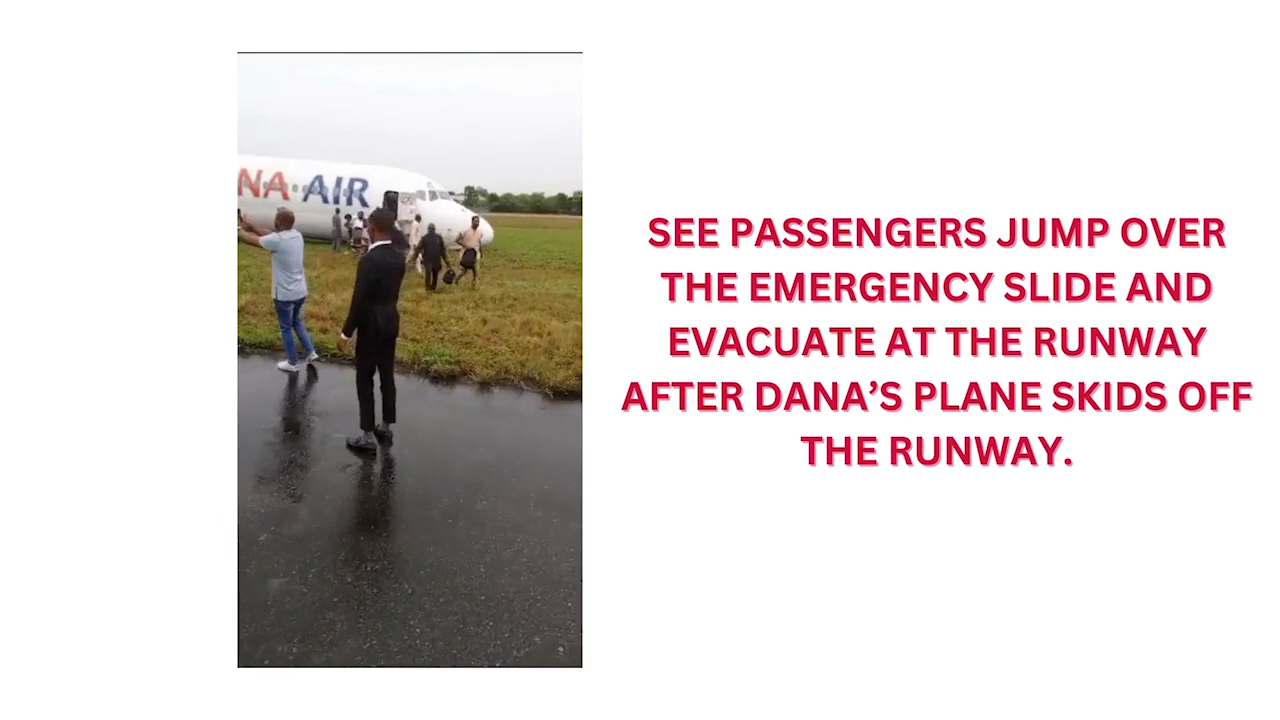 NA AIR
SEE PASSENGERS JUMP OVER
THE EMERGENCY SLIDE AND
EVACUATE AT THE RUNWAY
AFTER DANA’S PLANE SKIDS OFF
THE RUNWAY.